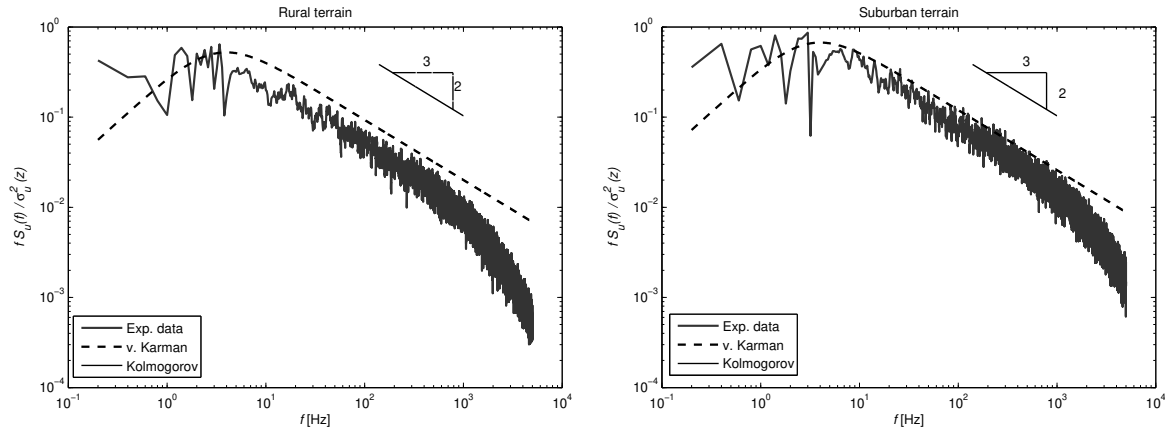 Rural terrain
10^0
10^-1
10^-2
10^-3
10^-4
f S_u(f) / σ_u^2(z)
3
2
Exp. data
v. Karman
Kolmogorov
10^-1 10^0 10^1 10^2 10^3 10^4
f [Hz]
Suburban terrain
10^0
10^-1
10^-2
10^-3
10^-4
f S_u(f) / σ_u^2(z)
3
2
Exp. data
v. Karman
Kolmogorov
10^-1 10^0 10^1 10^2 10^3 10^4
f [Hz]